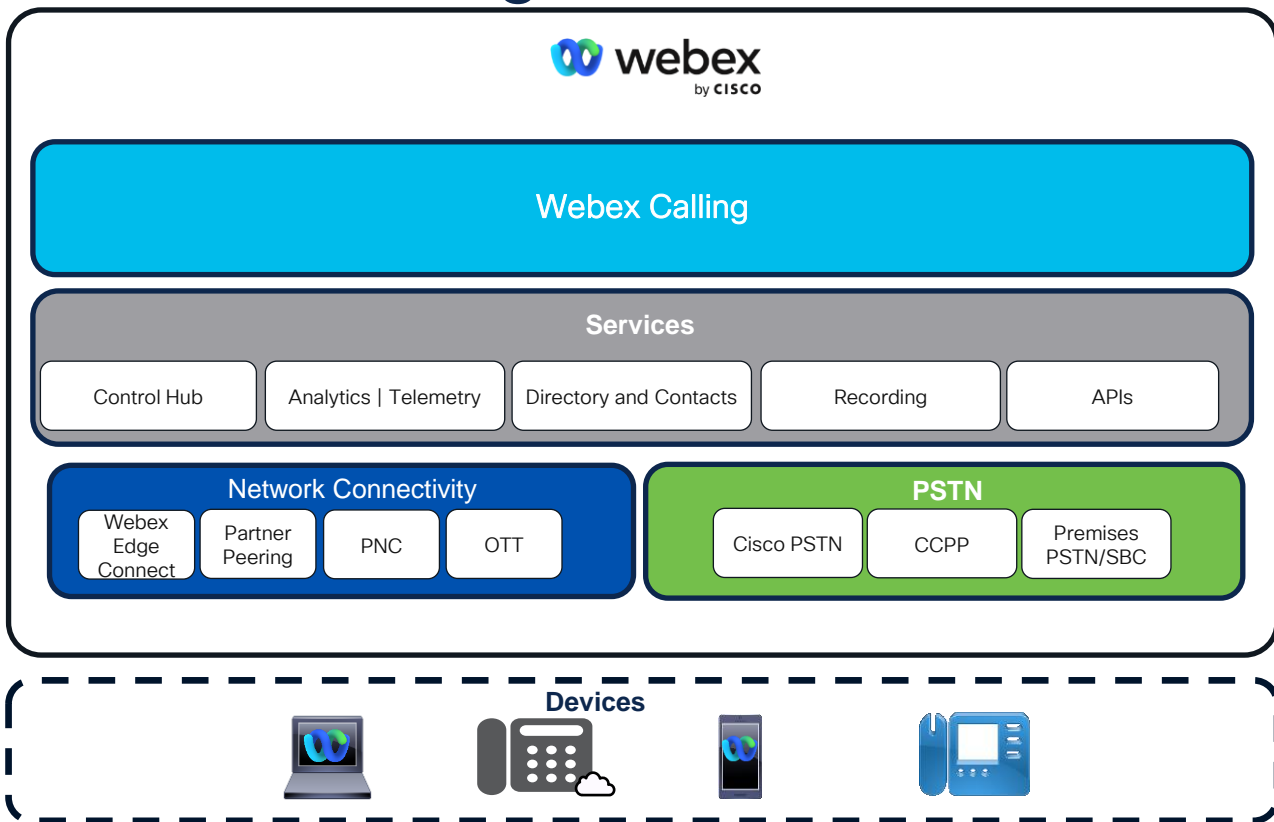 webex
by CISCO
Webex Calling
Services
Control Hub
Analytics | Telemetry
Directory and Contacts
Recording
APIs
Network Connectivity
Webex
Edge
Connect
Partner
Peering
PNC
OTT
PSTN
Cisco PSTN
CCPP
Premises
PSTN/SBC
Devices